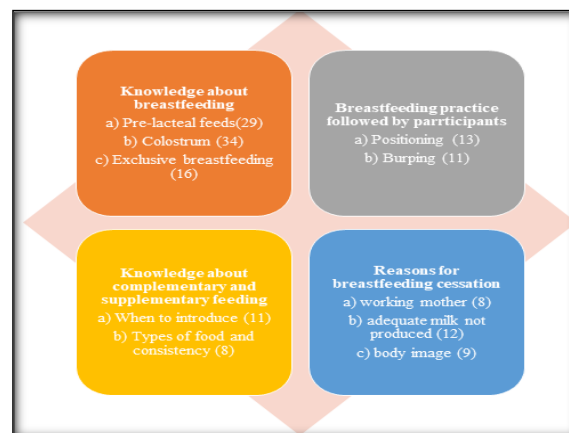 Knowledge about
breastfeeding
a) Pre-lacteal feeds(29)
b) Colostrum (34)
c) Exclusive breastfeeding
(16)
Breastfeeding practice
followed by parrticipants
a) Positioning (13)
b) Burping (11)
Knowledge about
complementary and
supplementary feeding
a) When to introduce (11)
b) Types of food and
consistency (8)
Reasons for
breastfeeding cessation
a) working mother (8)
b) adequate milk not
produced (12)
c) body image (9)